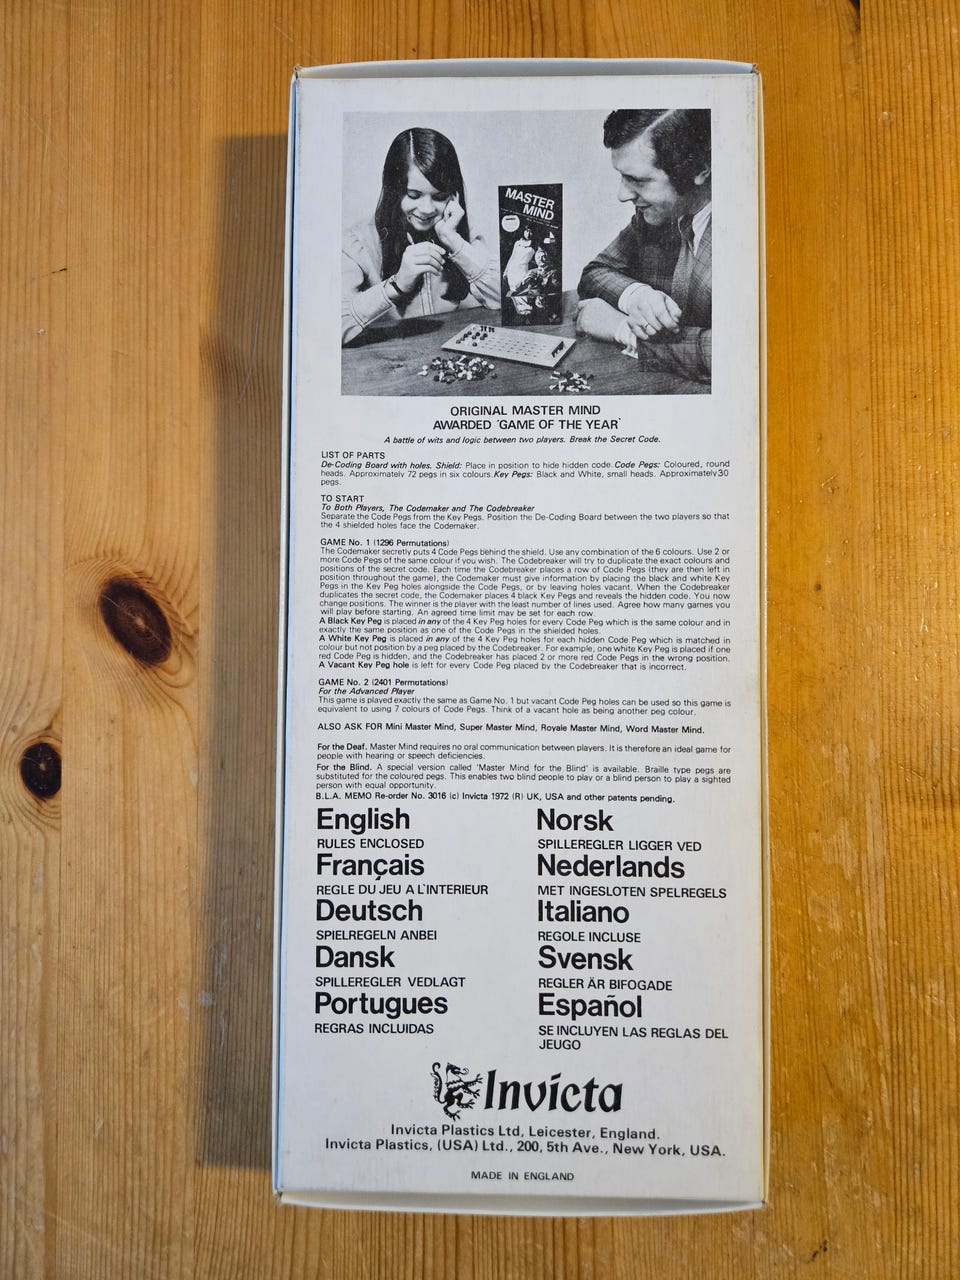 MASTER
MIND
ORIGINAL MASTER MIND
AWARDED 'GAME OF THE YEAR`
A battle of wits and logic between two players. Break the Secret Code.
LIST OF PARTS
De-Coding Board with holes. Shield: Place in position to hide hidden code. Code Pegs: Coloured, round
heads. Approximately 72 pegs in six colours. Key Pegs: Black and White, small heads. Approximately 30
pegs.
TO START
To Both Players, The Codemaker and The Codebreaker
Separate the Code Pegs from the Key Pegs. Position the De-Coding Board between the two players so that
the 4 shielded holes face the Codemaker.
GAME No. 1 (1296 Permutations)
The Codemaker secretly puts 4 Code Pegs behind the shield. Use any combination of the 6 colours. Use 2 or
more Code Pegs of the same colour if you wish. The Codebreaker will try to duplicate the exact colours and
positions of the secret code. Each time the Codebreaker places a row of Code Pegs (they are then left in
position throughout the game), the Codemaker must give information by placing the black and white Key
Pegs in the Key Peg holes alongside the Code Pegs, or by leaving holes vacant. When the Codebreaker
duplicates the secret code, the Codemaker places 4 black Key Pegs and reveals the hidden code. You now
change positions. The winner is the player with the least number of lines used. Agree how many games you
will play before starting. An agreed time limit may be set for each row.
A Black Key Peg is placed in any of the 4 Key Peg holes for every Code Peg which is the same colour and in
exactly the same position as one of the Code Pegs in the shielded holes.
A White Key Peg is placed in any of the 4 Key Peg holes for each hidden Code Peg which is matched in
colour but not position by a peg placed by the Codebreaker. For example, one white Key Peg is placed if one
red Code Peg is hidden, and the Codebreaker has placed 2 or more red Code Pegs in the wrong position.
A Vacant Key Peg hole is left for every Code Peg placed by the Codebreaker that is incorrect.
GAME No. 2 (2401 Permutations)
For the Advanced Player
This game is played exactly the same as Game No. 1 but vacant Code Peg holes can be used so this game is
equivalent to using 7 colours of Code Pegs. Think of a vacant hole as being another peg colour.
ALSO ASK FOR Mini Master Mind, Super Master Mind, Royale Master Mind, Word Master Mind.
For the Deaf. Master Mind requires no oral communication between players. It is therefore an ideal game for
people with hearing or speech deficiencies.
For the Blind. A special version called 'Master Mind for the Blind' is available. Braille type pegs are
substituted for the coloured pegs. This enables two blind people to play or a blind person to play a sighted
person with equal opportunity.
B.L.A. MEMO Re-order No. 3016 (c) Invicta 1972 (R) UK, USA and other patents pending.
English
RULES ENCLOSED
Français
REGLE DU JEU A L`INTERIEUR
Deutsch
SPIELREGELN ANBEI
Dansk
SPILLEREGLER VEDLAGT
Portugues
REGRAS INCLUIDAS
Norsk
SPILLEREGLER LIGGER VED
Nederlands
MET INGESLOTEN SPELREGELS
Italiano
REGOLE INCLUSE
Svensk
REGLER ÄR BIFOGADE
Español
SE INCLUYEN LAS REGLAS DEL
JEUGO
Invicta
Invicta Plastics Ltd, Leicester, England.
Invicta Plastics, (USA) Ltd., 200, 5th Ave., New York, USA.
MADE IN ENGLAND